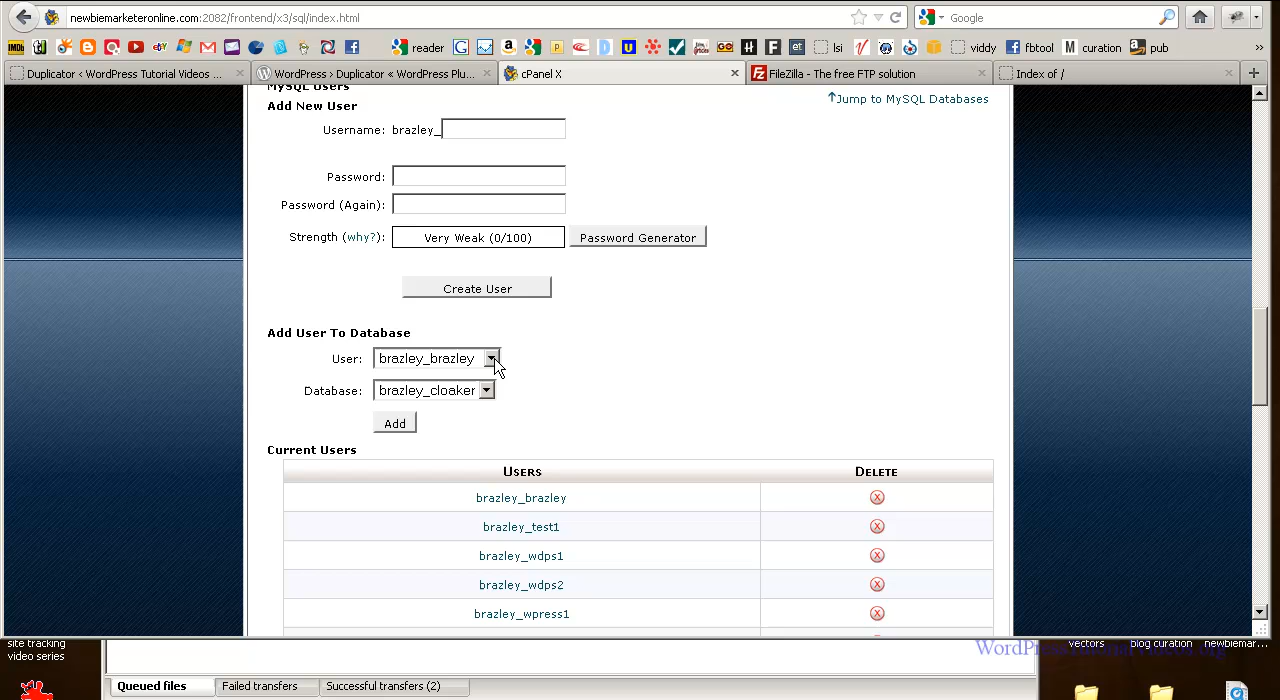 newbiemarketeronline.com:2082/frontend/x3/sql/index.html
Google
IMDb
reader
lsi
viddy
fbtool
M curation
pub
Duplicator ‹ WordPress Tutorial Videos ...
WordPress › Duplicator « WordPress Plu...
cPanel X
FileZilla - The free FTP solution
Index of /
MySQL Users
Add New User
Jump to MySQL Databases
Username: brazley_
Password:
Password (Again):
Strength (why?):
Very Weak (0/100)
Password Generator
Create User
Add User To Database
User: brazley_brazley
Database: brazley_cloaker
Add
Current Users
Users Delete
brazley_brazley
brazley_test1
brazley_wdps1
brazley_wdps2
brazley_wpress1
site tracking
video series
vectors
blog curation
newbiemar...
Queued files
Failed transfers
Successful transfers (2)